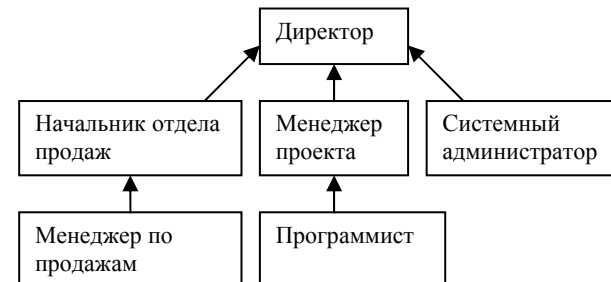 Директор
Начальник отдела
продаж
Менеджер
проекта
Системный
администратор
Менеджер по
продажам
Программист